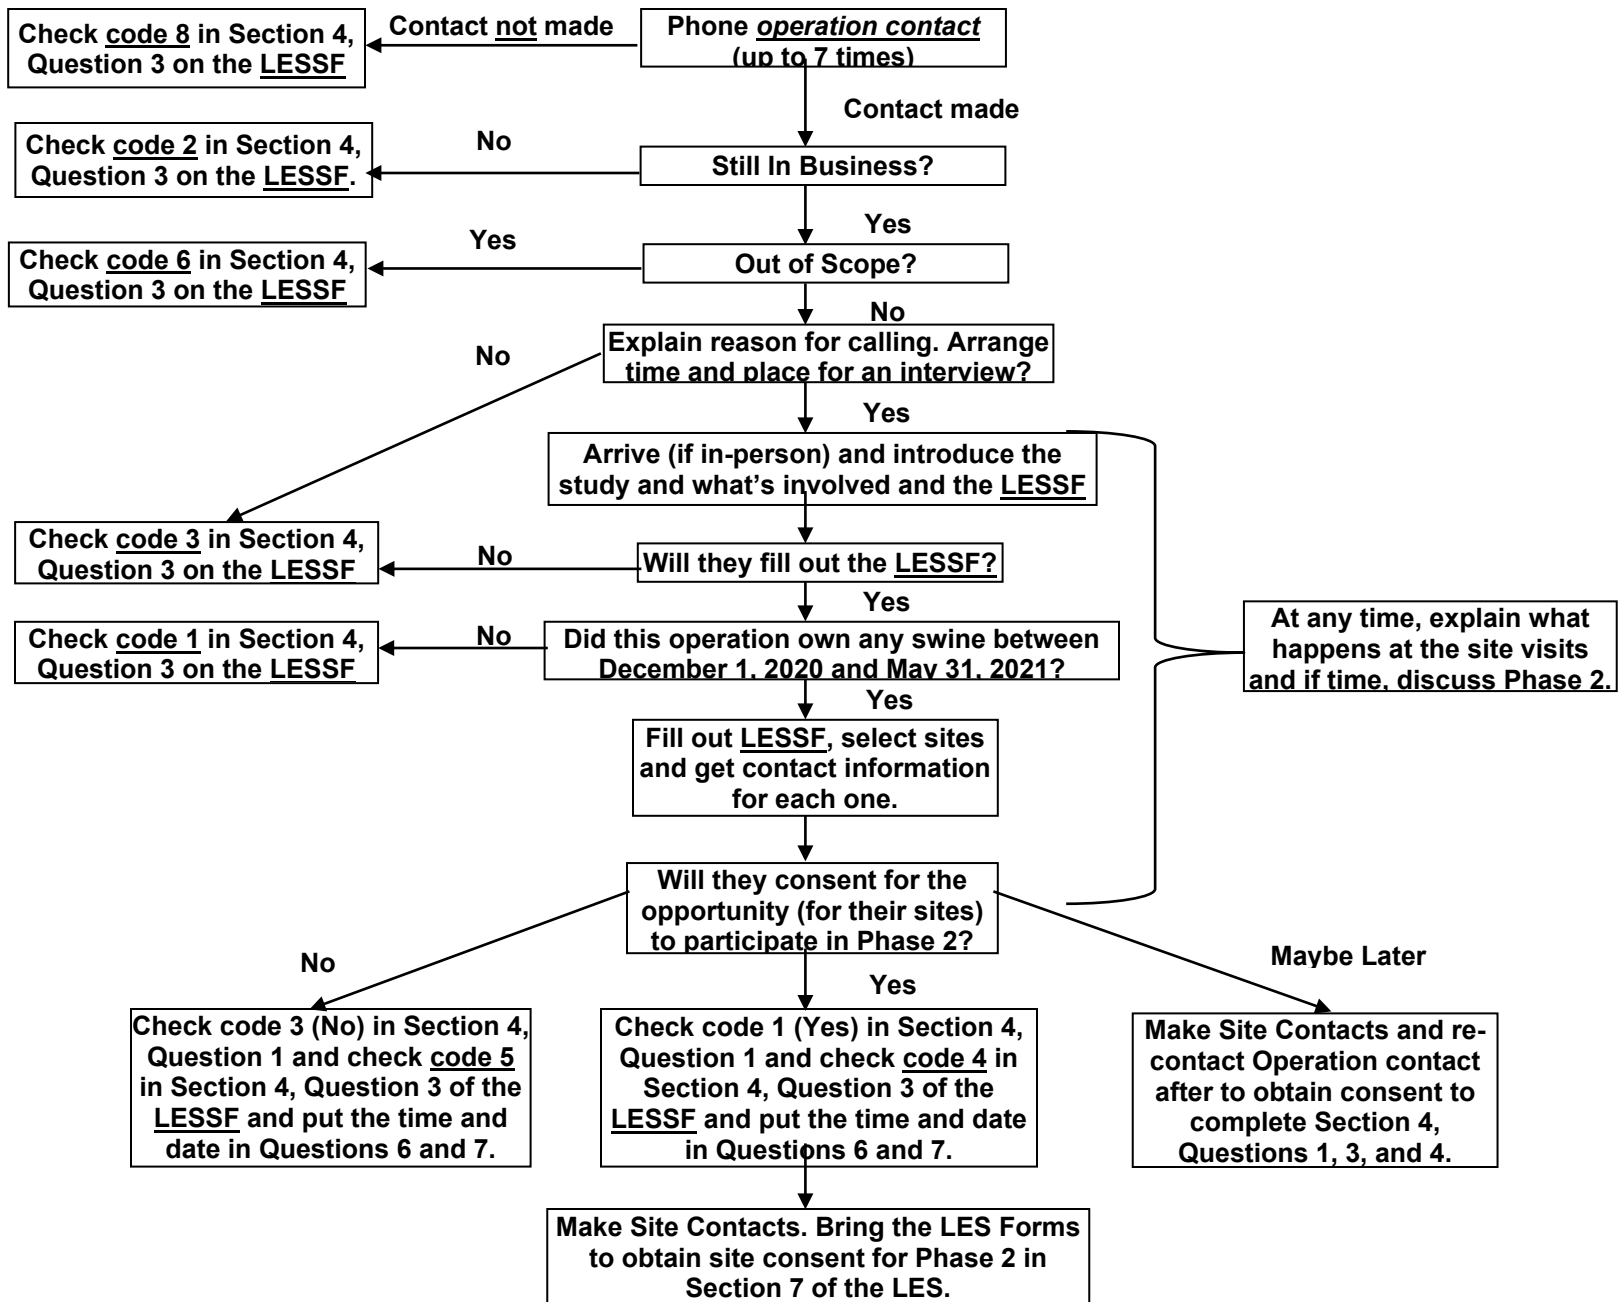 Check code 8 in Section 4,
Question 3 on the LESSF
Contact not made
Phone operation contact
(up to 7 times)
Contact made
Check code 2 in Section 4,
Question 3 on the LESSF.
No
Still In Business?
Yes
Check code 6 in Section 4,
Question 3 on the LESSF
Yes
Out of Scope?
No
Explain reason for calling. Arrange
time and place for an interview?
No
Yes
Arrive (if in-person) and introduce the
study and what’s involved and the LESSF
Check code 3 in Section 4,
Question 3 on the LESSF
No
Will they fill out the LESSF?
Yes
Check code 1 in Section 4,
Question 3 on the LESSF
No
Did this operation own any swine between
December 1, 2020 and May 31, 2021?
At any time, explain what
happens at the site visits
and if time, discuss Phase 2.
Yes
Fill out LESSF, select sites
and get contact information
for each one.
Will they consent for the
opportunity (for their sites)
to participate in Phase 2?
No
Yes
Maybe Later
Check code 3 (No) in Section 4,
Question 1 and check code 5
in Section 4, Question 3 of the
LESSF and put the time and
date in Questions 6 and 7.
Check code 1 (Yes) in Section 4,
Question 1 and check code 4 in
Section 4, Question 3 of the
LESSF and put the time and date
in Questions 6 and 7.
Make Site Contacts and re-
contact Operation contact
after to obtain consent to
complete Section 4,
Questions 1, 3, and 4.
Make Site Contacts. Bring the LES Forms
to obtain site consent for Phase 2 in
Section 7 of the LES.